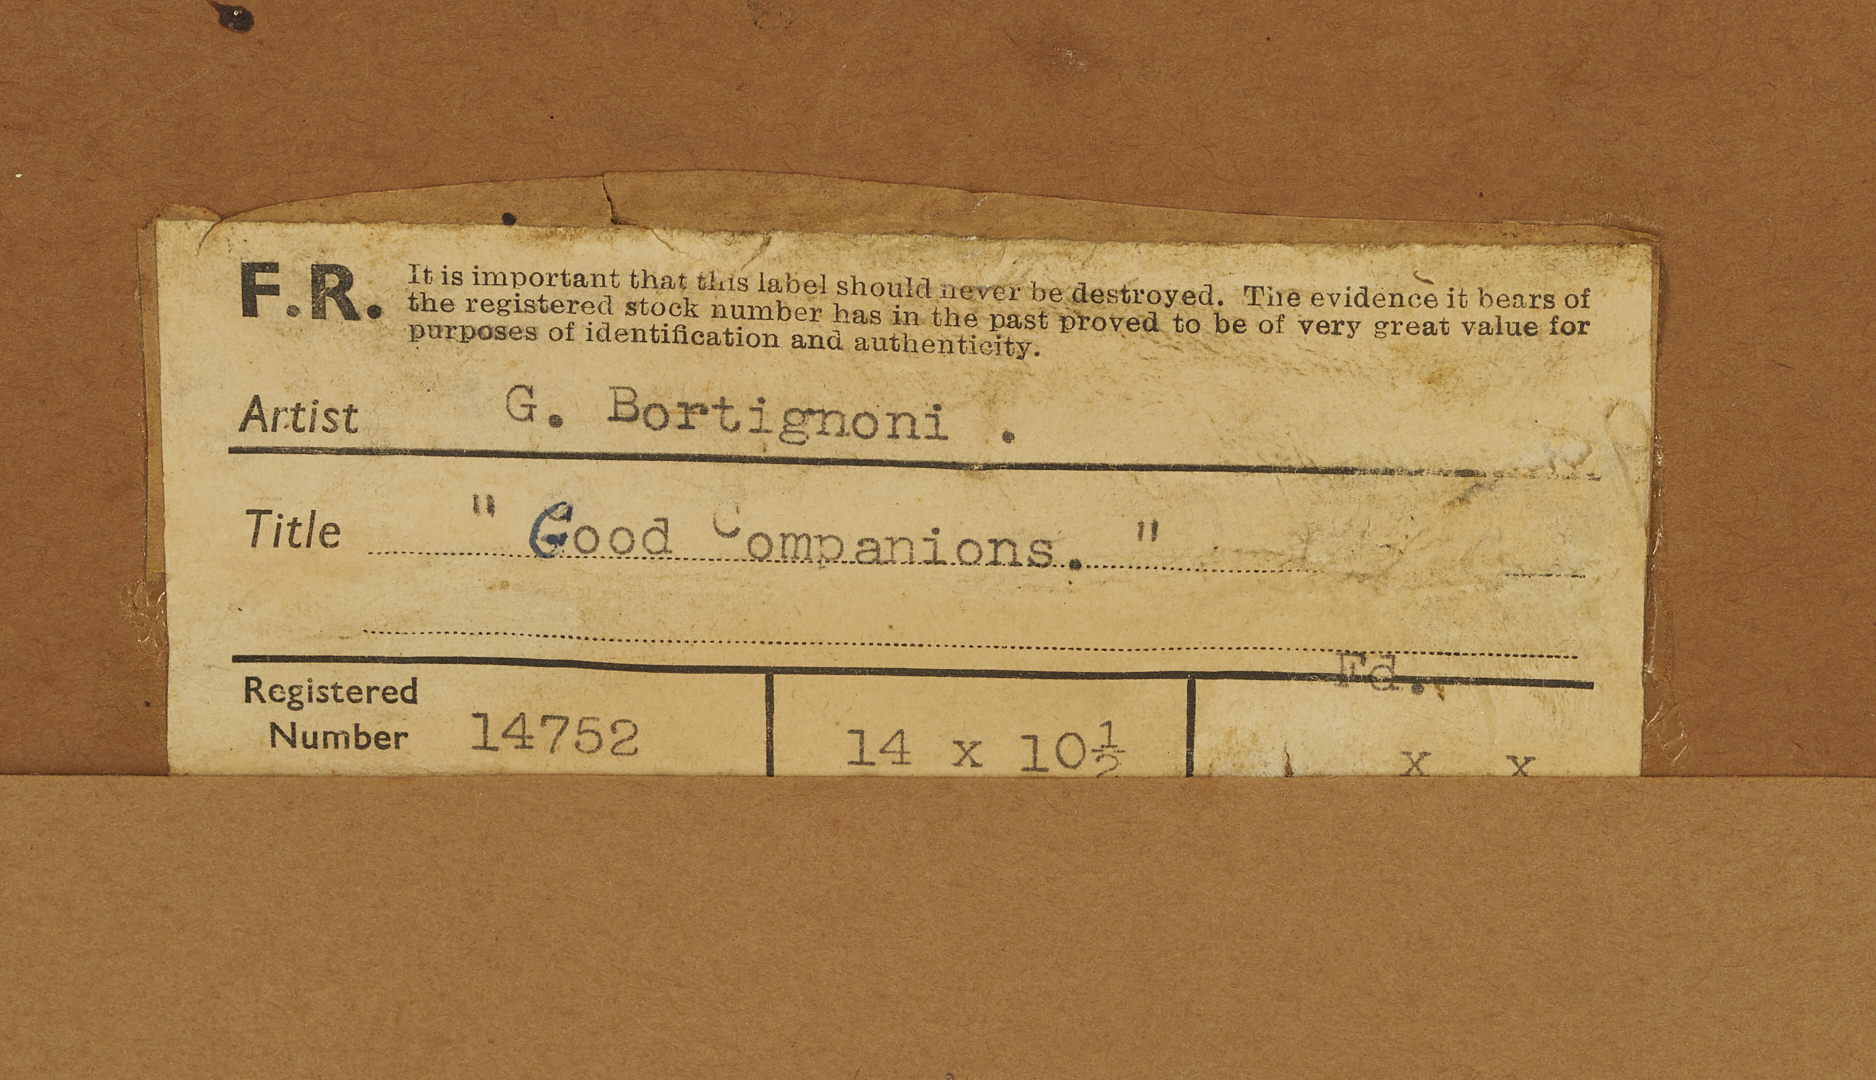 F.R. It is important that this label should never be destroyed. The evidence it bears of
the registered stock number has in the past proved to be of very great value for
purposes of identification and authenticity.
Artist G. Bortignoni .
Title " Good Companions. "
Fd.
Registered
Number 14752 14 x 10½ x x